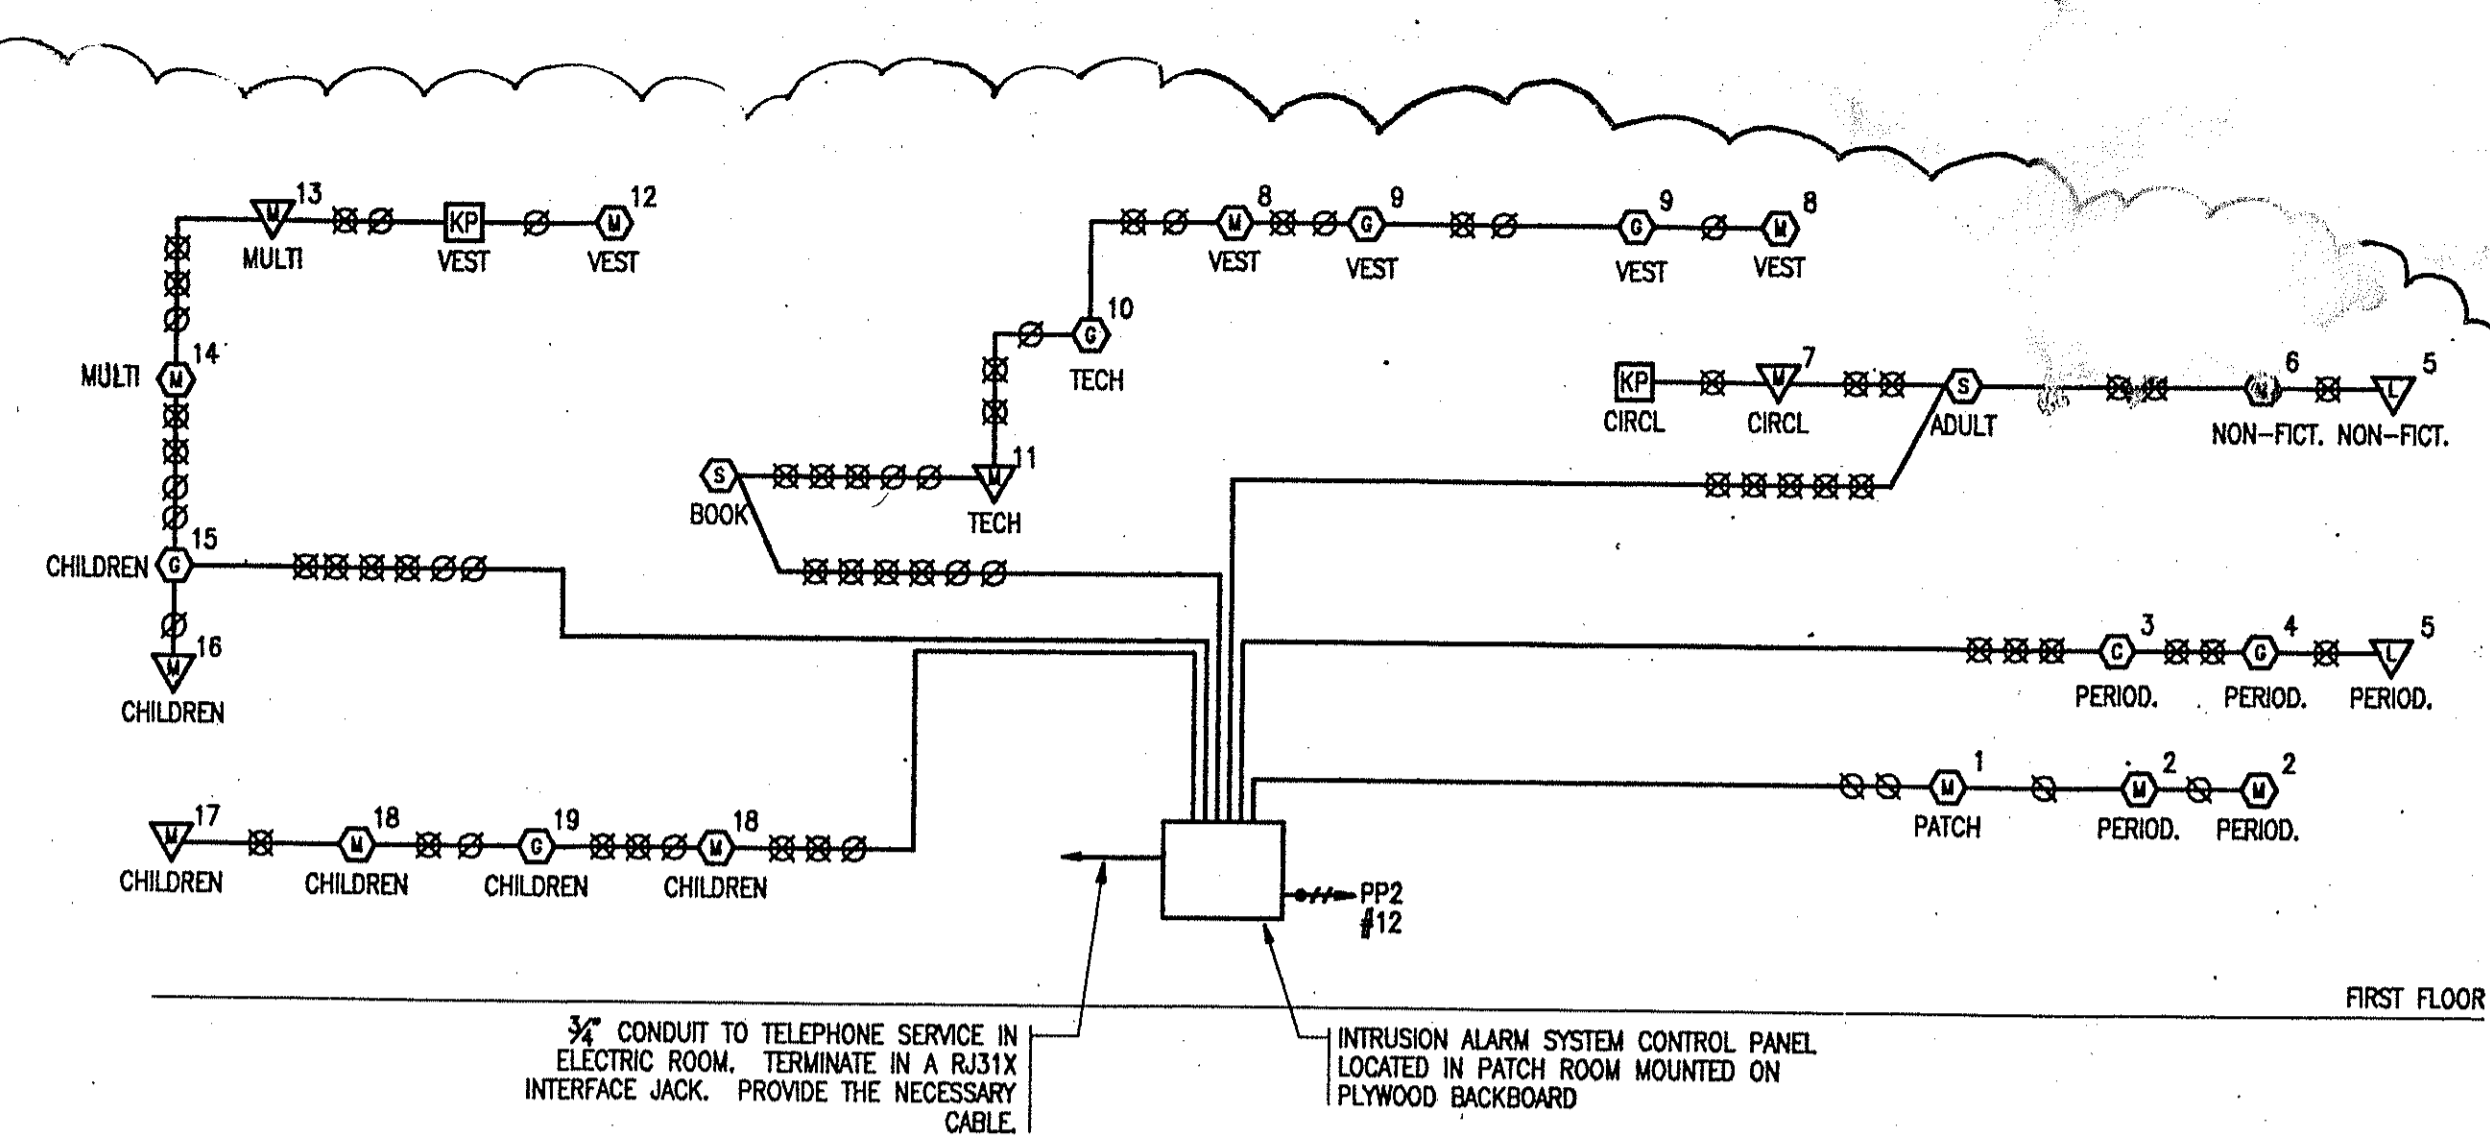 13
12
8
9
9
8
M
KP
M
M
G
G
M
MULTI
VEST
VEST
VEST
VEST
VEST
VEST
10
G
TECH
14
MULTI
M
7
6
5
KP
M
S
M
L
CIRCL
CIRCL
ADULT
NON-FICT.
NON-FICT.
11
S
M
BOOK
TECH
15
CHILDREN
G
16
M
CHILDREN
3
4
5
C
G
L
PERIOD.
PERIOD.
PERIOD.
1
2
2
M
M
M
PATCH
PERIOD.
PERIOD.
17
18
19
18
M
M
G
M
CHILDREN
CHILDREN
CHILDREN
CHILDREN
PP2
#12
FIRST FLOOR
3/4" CONDUIT TO TELEPHONE SERVICE IN
ELECTRIC ROOM. TERMINATE IN A RJ31X
INTERFACE JACK. PROVIDE THE NECESSARY
CABLE.
INTRUSION ALARM SYSTEM CONTROL PANEL
LOCATED IN PATCH ROOM MOUNTED ON
PLYWOOD BACKBOARD